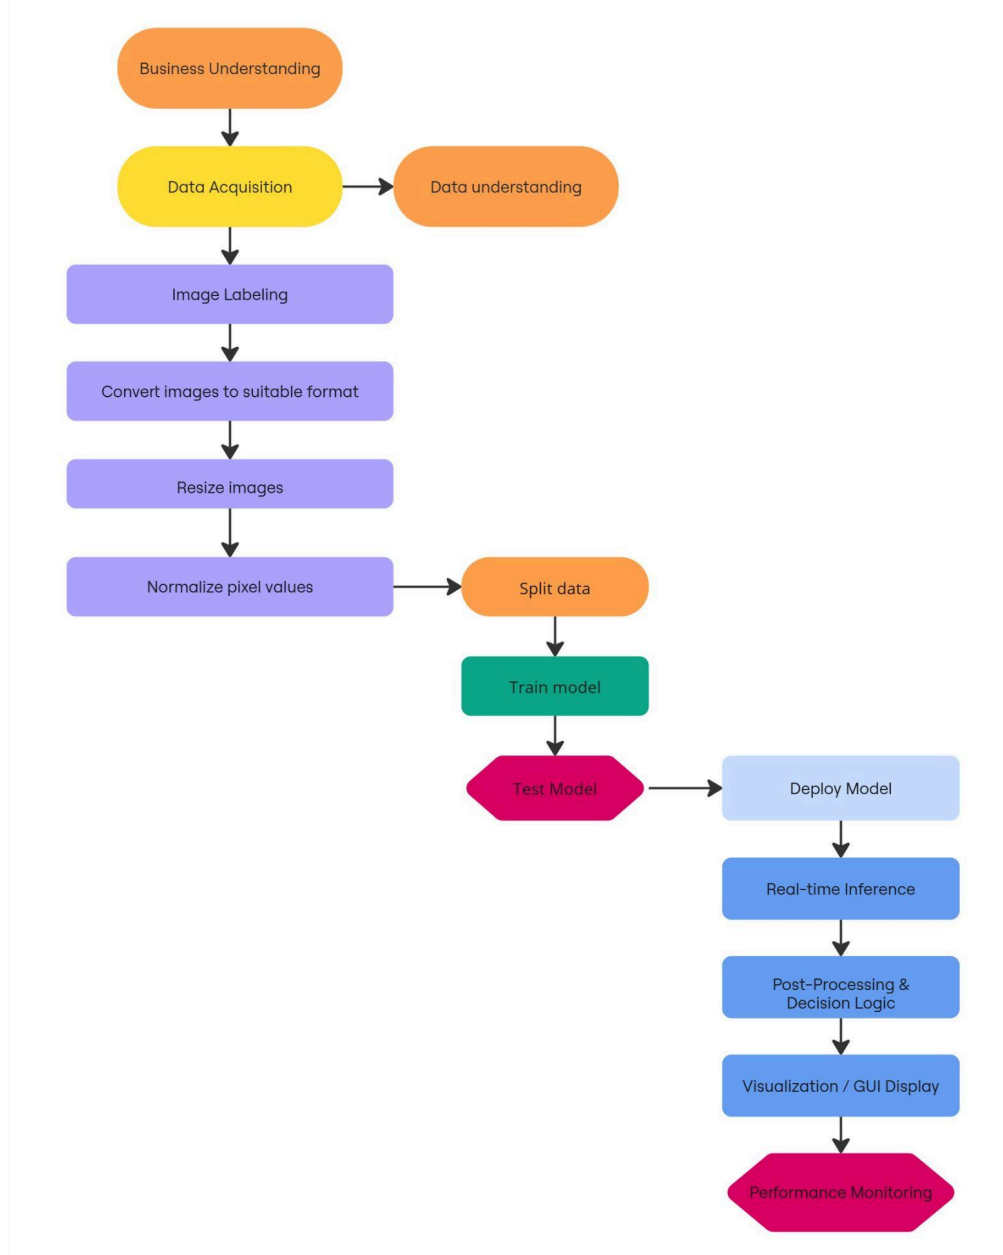 Business Understanding
Data Acquisition
Data understanding
Image Labeling
Convert images to suitable format
Resize images
Normalize pixel values
Split data
Train model
Test Model
Deploy Model
Real-time Inference
Post-Processing &
Decision Logic
Visualization / GUI Display
Performance Monitoring